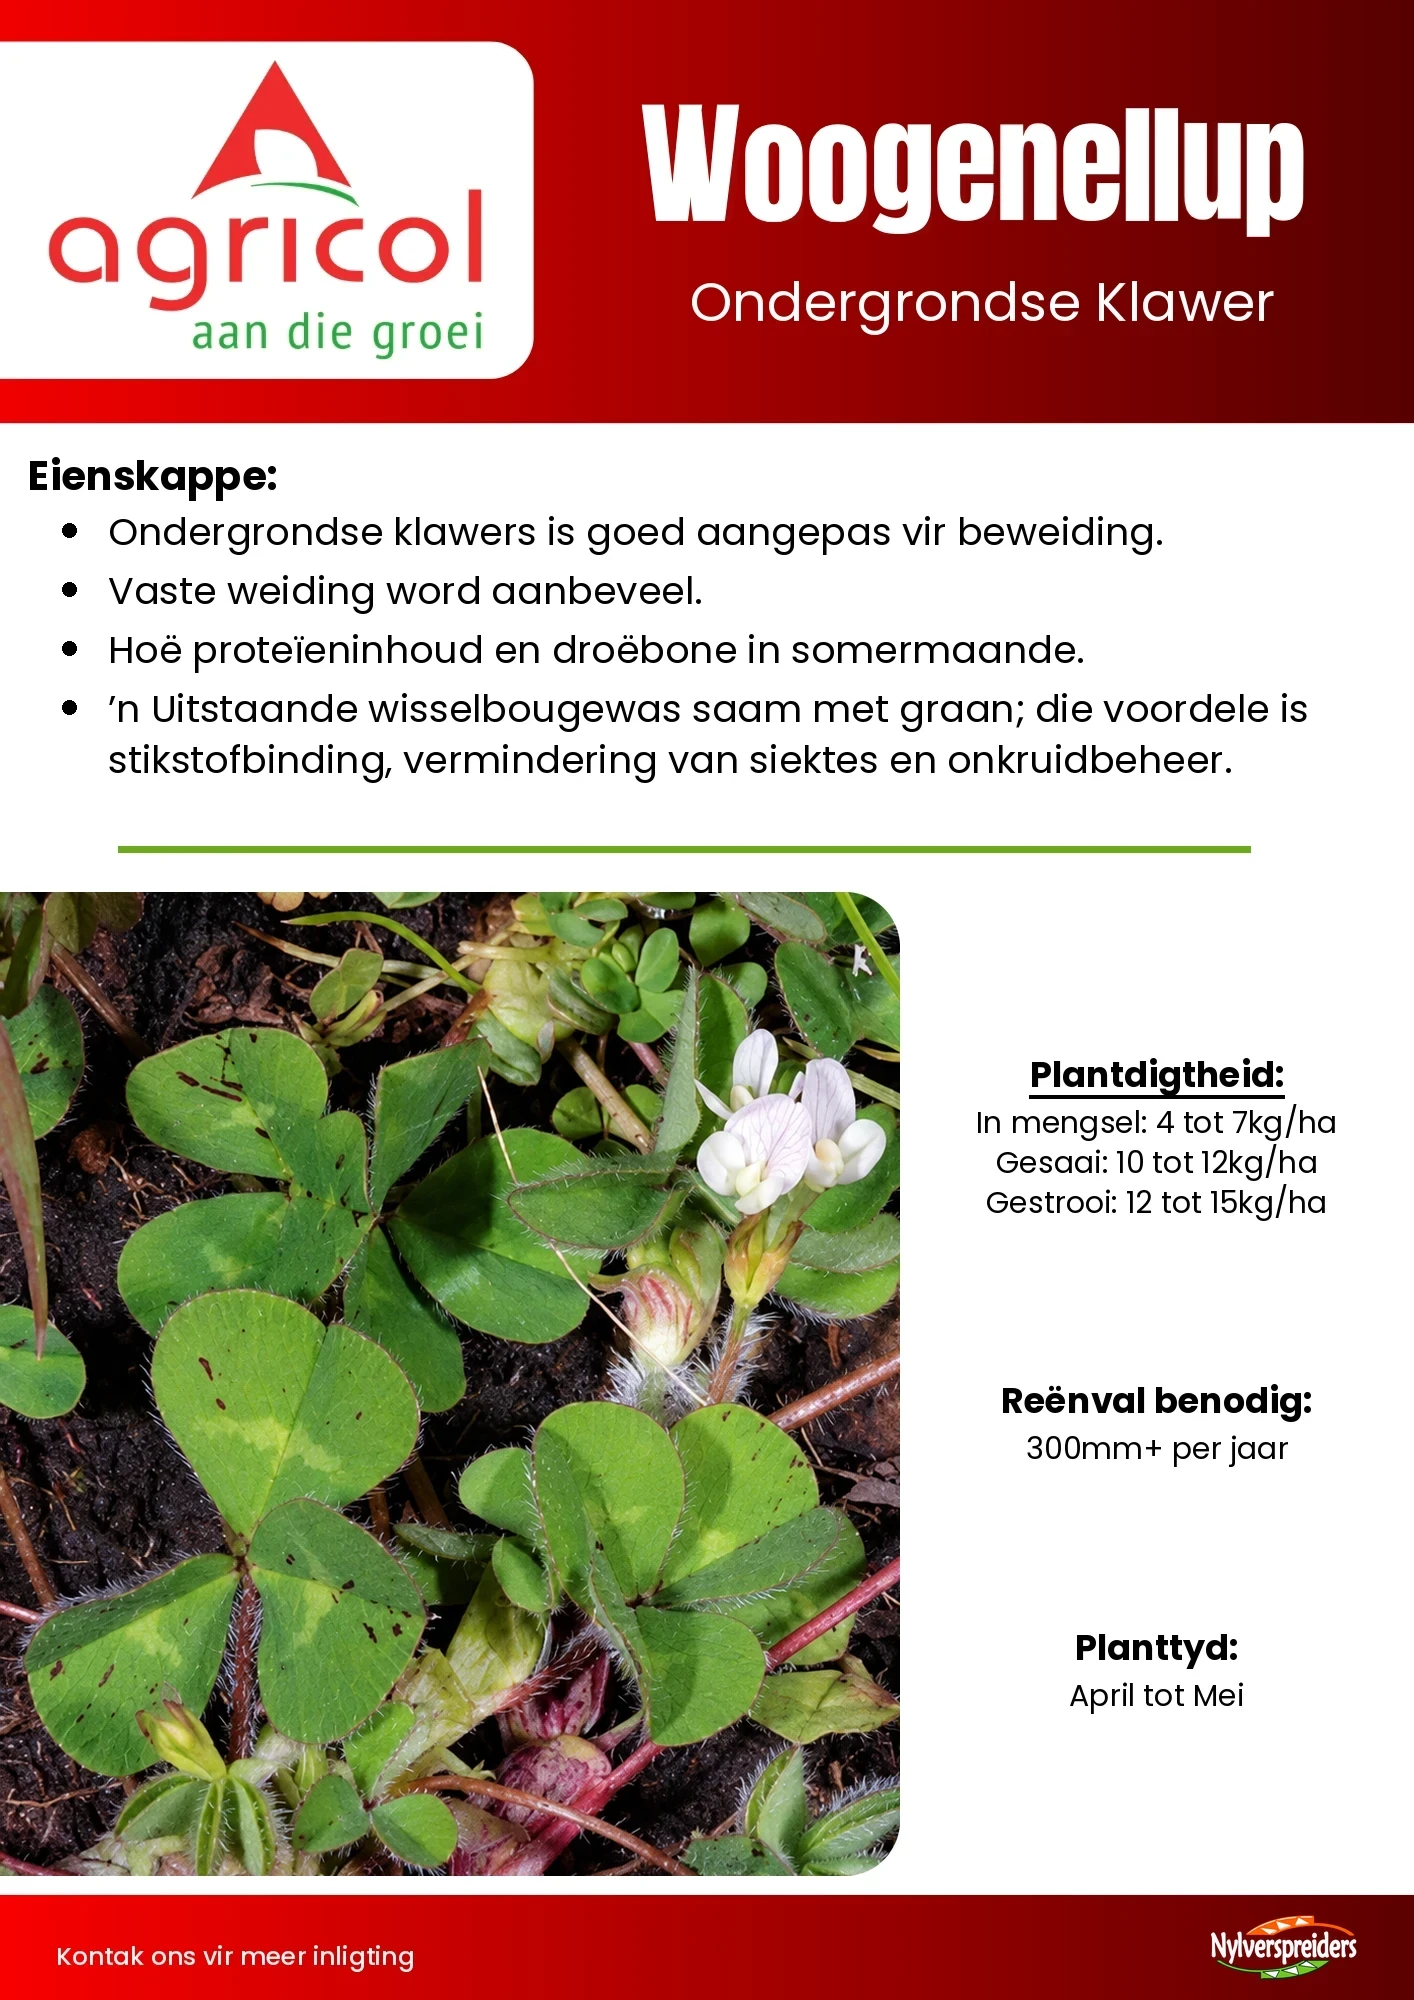 agricol
aan die groei
Woogenellup
Ondergrondse Klawer
Eienskappe:
• Ondergrondse klawers is goed aangepas vir beweiding.
• Vaste weiding word aanbeveel.
• Hoë proteïeninhoud en droëbone in somermaande.
• ’n Uitstaande wisselbougewas saam met graan; die voordele is
stikstofbinding, vermindering van siektes en onkruidbeheer.
Plantdigtheid:
In mengsel: 4 tot 7kg/ha
Gesaai: 10 tot 12kg/ha
Gestrooi: 12 tot 15kg/ha
Reënval benodig:
300mm+ per jaar
Planttyd:
April tot Mei
Kontak ons vir meer inligting
Nylverspreiders